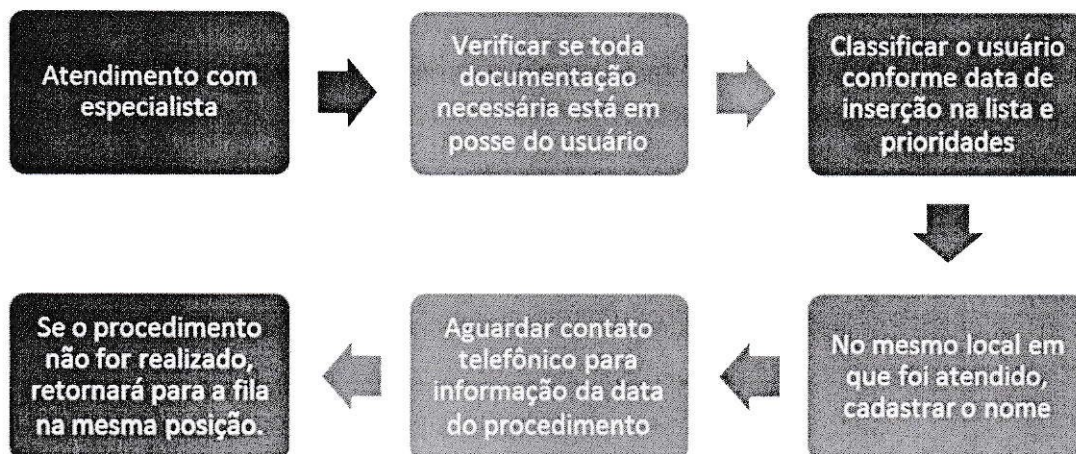 Atendimento com
especialista
Verificar se toda
documentação
necessária está em
posse do usuário
Classificar o usuário
conforme data de
inserção na lista e
prioridades
No mesmo local em
que foi atendido,
cadastrar o nome
Aguardar contato
telefônico para
informação da data
do procedimento
Se o procedimento
não for realizado,
retornará para a fila
na mesma posição.